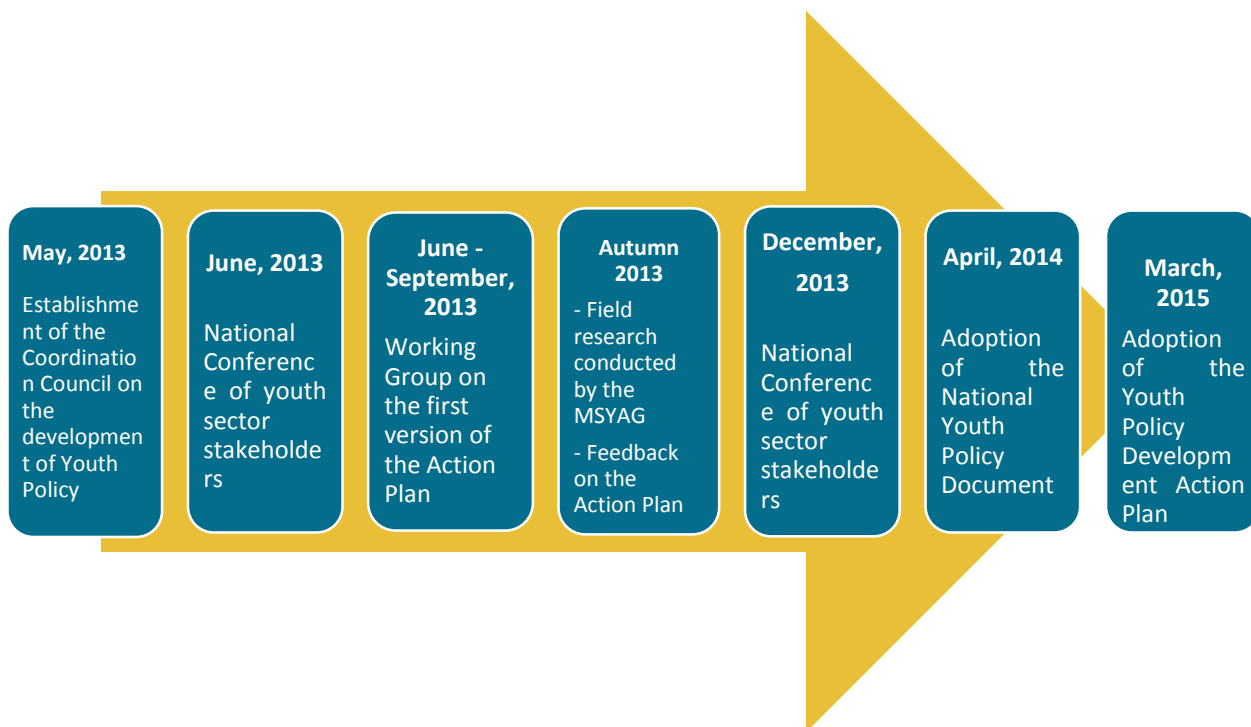 May, 2013
Establishme
nt of the
Coordinatio
n Council on
the
developmen
t of Youth
Policy
June, 2013
National
Conferenc
e of youth
sector
stakeholde
rs
June -
September,
2013
Working
Group on
the first
version of
the Action
Plan
Autumn
2013
- Field
research
conducted
by the
MSYAG
- Feedback
on the
Action Plan
December,
2013
National
Conferenc
e of youth
sector
stakeholde
rs
April, 2014
Adoption
of the
National
Youth
Policy
Document
March,
2015
Adoption
of the
Youth
Policy
Developm
ent Action
Plan